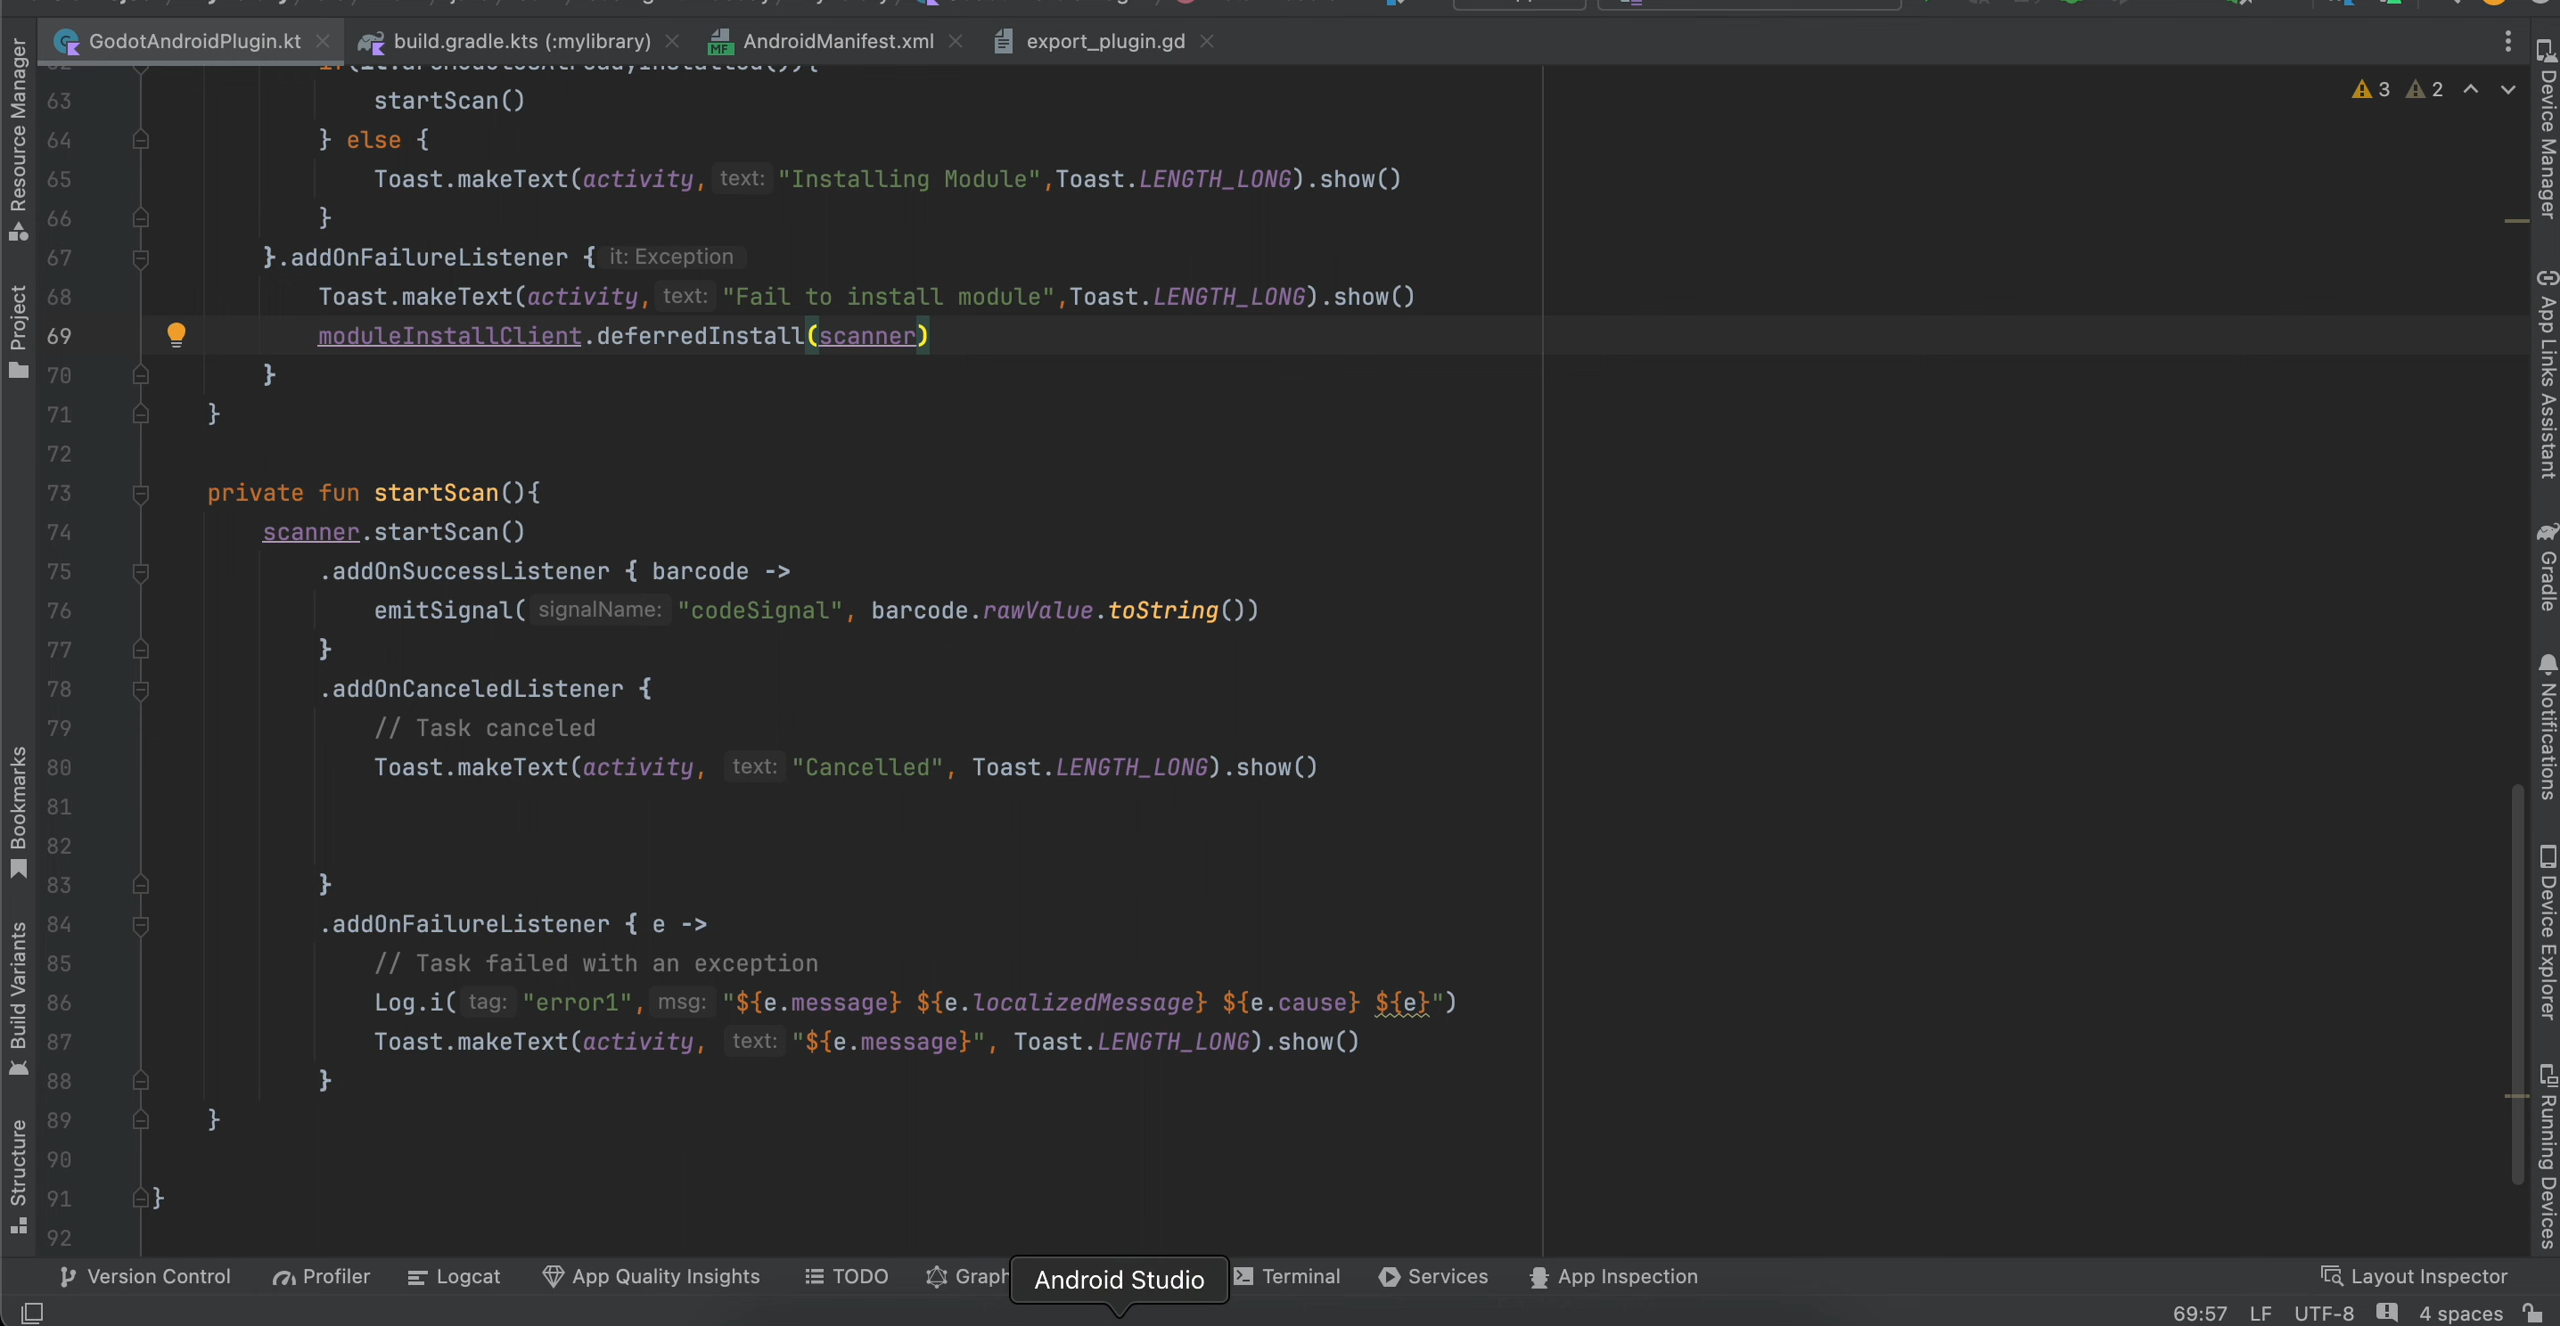 GodotAndroidPlugin.kt
build.gradle.kts (:mylibrary)
AndroidManifest.xml
export_plugin.gd
3 2
63 startScan()
64 } else {
65 Toast.makeText(activity, text: "Installing Module",Toast.LENGTH_LONG).show()
66 }
67 }.addOnFailureListener { it: Exception
68 Toast.makeText(activity, text: "Fail to install module",Toast.LENGTH_LONG).show()
69 moduleInstallClient.deferredInstall(scanner)
70 }
71 }
72
73 private fun startScan(){
74 scanner.startScan()
75 .addOnSuccessListener { barcode ->
76 emitSignal( signalName: "codeSignal", barcode.rawValue.toString())
77 }
78 .addOnCanceledListener {
79 // Task canceled
80 Toast.makeText(activity, text: "Cancelled", Toast.LENGTH_LONG).show()
81
82
83 }
84 .addOnFailureListener { e ->
85 // Task failed with an exception
86 Log.i( tag: "error1", msg: "${e.message} ${e.localizedMessage} ${e.cause} ${e}")
87 Toast.makeText(activity, text: "${e.message}", Toast.LENGTH_LONG).show()
88 }
89 }
90
91 }
92
Resource Manager
Project
Bookmarks
Build Variants
Structure
Device Manager
App Links Assistant
Gradle
Notifications
Device Explorer
Running Devices
Version Control
Profiler
Logcat
App Quality Insights
TODO
Graph
Android Studio
Terminal
Services
App Inspection
Layout Inspector
69:57 LF UTF-8 4 spaces